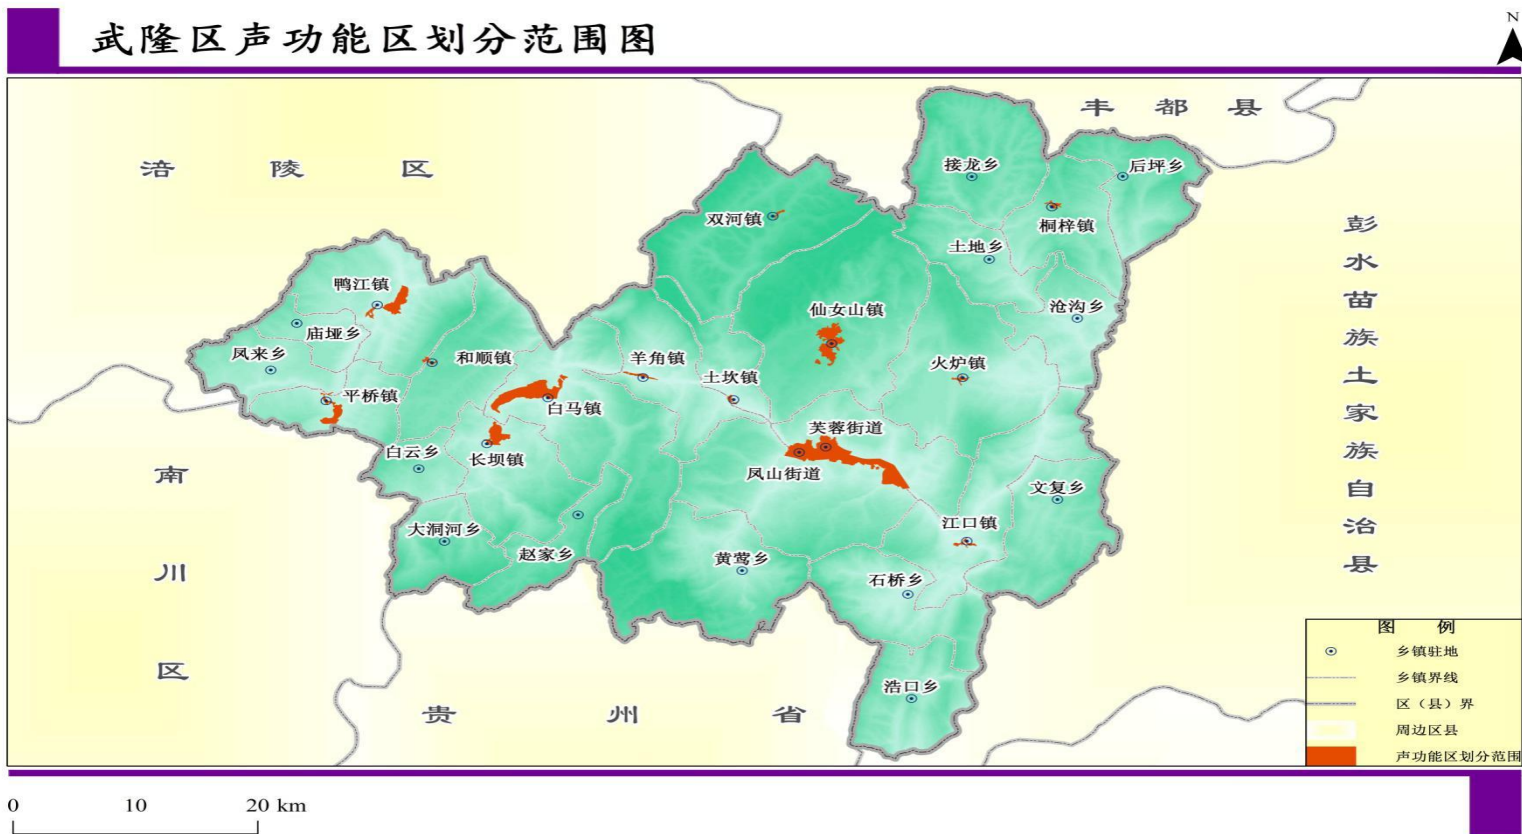 武隆区声功能区划分范围图
N
丰都县
涪陵区
接龙乡
后坪乡
双河镇
桐梓镇
土地乡
彭水苗族土家族自治县
鸭江镇
仙女山镇
沧沟乡
庙垭乡
凤来乡
和顺镇
羊角镇
火炉镇
土坎镇
平桥镇
白马镇
芙蓉街道
白云乡
长坝镇
凤山街道
文复乡
南川区
大洞河乡
江口镇
赵家乡
黄莺乡
石桥乡
浩口乡
贵州省
图例
乡镇驻地
乡镇界线
区（县）界
周边区县
声功能区划分范围
0 10 20 km